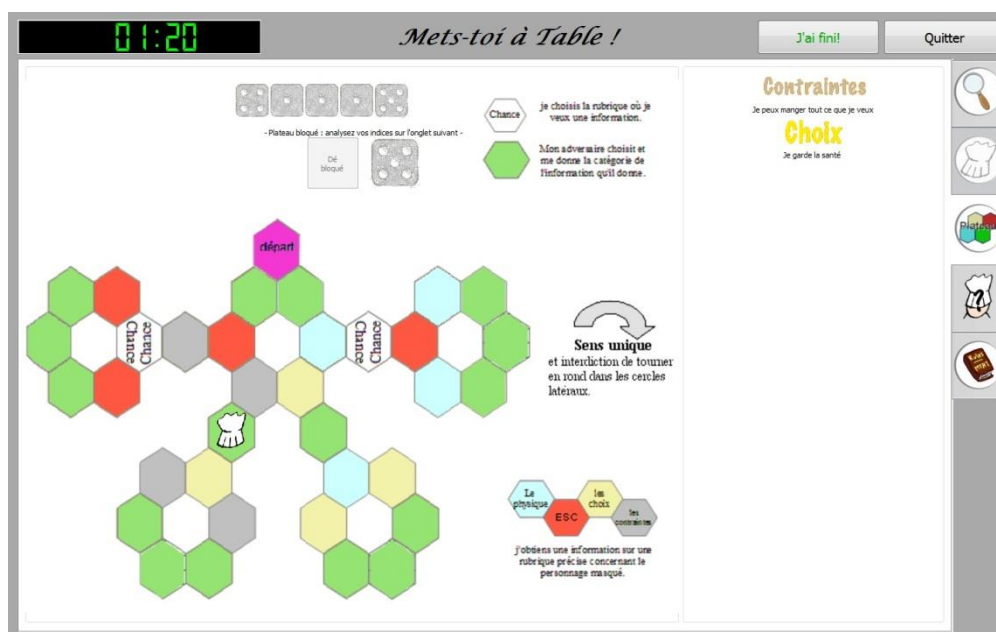 01:20
Mets-toi à Table !
J'ai fini!
Quitter
- Plateau bloqué : analysez vos indices sur l'onglet suivant -
Dé
bloqué
Chance
je choisis la rubrique où je
veux une information.
Mon adversaire choisit et
me donne la catégorie de
l'information qu'il donne.
Contraintes
Je peux manger tout ce que je veux
Choix
Je garde la santé
Plateau
départ
Chance
Chance
Chance
Chance
Sens unique
et interdiction de tourner
en rond dans les cercles
latéraux.
Le
physique
ESC
les
choix
les
contraintes
j'obtiens une information sur une
rubrique précise concernant le
personnage masqué.